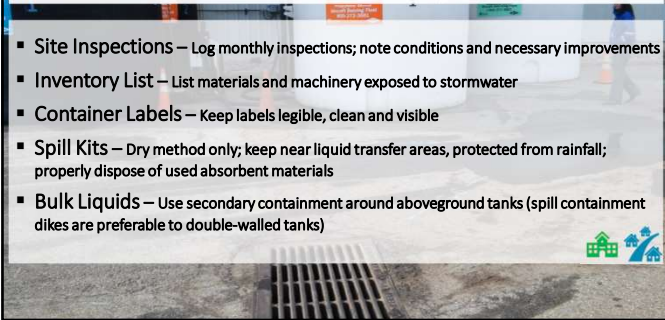 ▪ Site Inspections – Log monthly inspections; note conditions and necessary improvements
▪ Inventory List – List materials and machinery exposed to stormwater
▪ Container Labels – Keep labels legible, clean and visible
▪ Spill Kits – Dry method only; keep near liquid transfer areas, protected from rainfall;
properly dispose of used absorbent materials
▪ Bulk Liquids – Use secondary containment around aboveground tanks (spill containment
dikes are preferable to double-walled tanks)